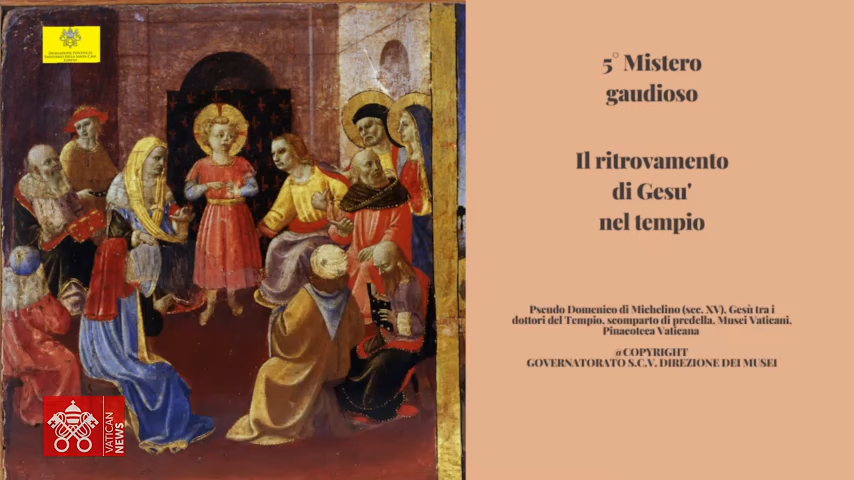 5° Mistero
gaudioso
Il ritrovamento
di Gesu'
nel tempio
Pseudo Domenico di Michelino (sec. XV), Gesù tra i
dottori del Tempio, scomparto di predella, Musei Vaticani,
Pinacoteca Vaticana
#COPYRIGHT
GOVERNATORATO S.C.V. DIREZIONE DEI MUSEI
VATICAN
NEWS